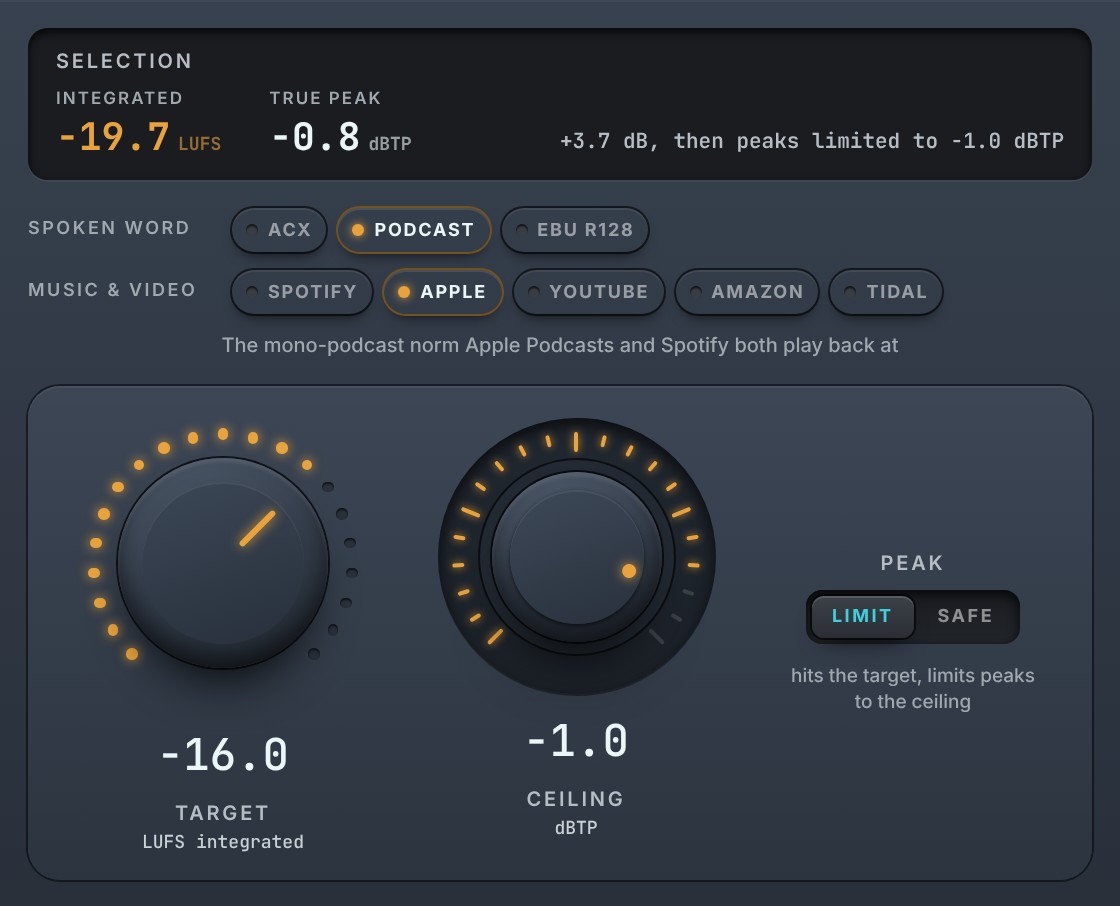 SELECTION
INTEGRATED TRUE PEAK
-19.7 LUFS -0.8 dBTP +3.7 dB, then peaks limited to -1.0 dBTP
SPOKEN WORD ACX PODCAST EBU R128
MUSIC & VIDEO SPOTIFY APPLE YOUTUBE AMAZON TIDAL
The mono-podcast norm Apple Podcasts and Spotify both play back at
PEAK
LIMIT SAFE
hits the target, limits peaks
to the ceiling
-16.0
TARGET
LUFS integrated
-1.0
CEILING
dBTP